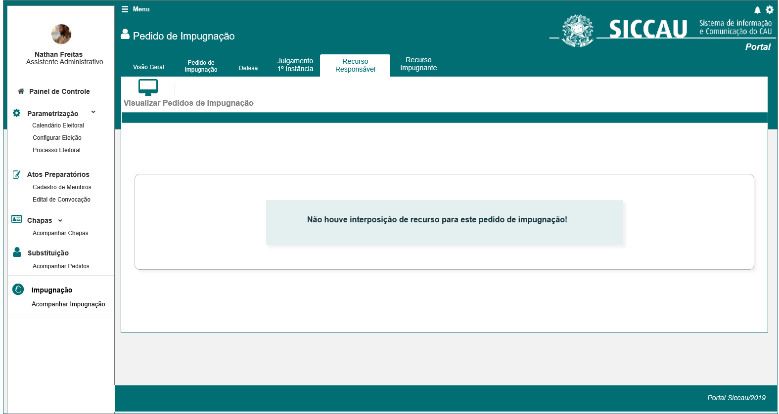 Menu
Pedido de Impugnação
SICCAU
Sistema de Informação
e Comunicação do CAU
Portal
Nathan Freitas
Assistente Administrativo
Visão Geral
Pedido de
Impugnação
Defesa
Julgamento
1ª Instância
Recurso
Responsável
Recurso
Impugnante
Visualizar Pedidos de Impugnação
Painel de Controle
Parametrização
Calendário Eleitoral
Configurar Eleição
Processo Eleitoral
Atos Preparatórios
Cadastro de Membros
Edital de Convocação
Chapas
Acompanhar Chapas
Substituição
Acompanhar Pedidos
Impugnação
Acompanhar Impugnação
Não houve interposição de recurso para este pedido de impugnação!
Portal Siccau/2019